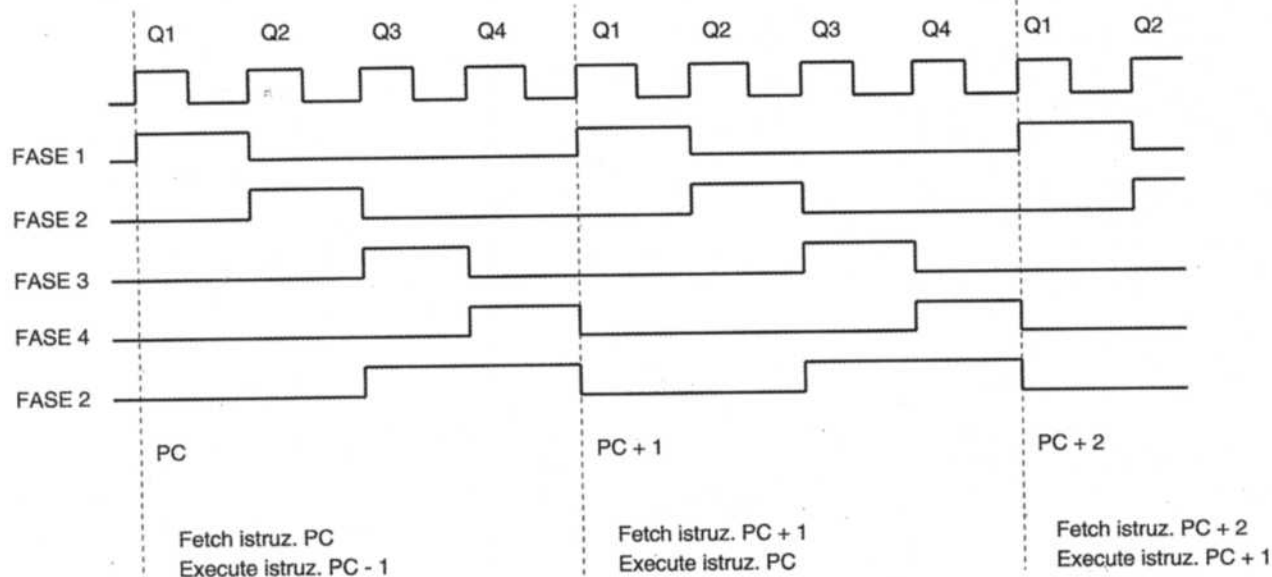 Q1 Q2 Q3 Q4 Q1 Q2 Q3 Q4 Q1 Q2
FASE 1
FASE 2
FASE 3
FASE 4
FASE 2
PC PC + 1 PC + 2
Fetch istruz. PC Fetch istruz. PC + 1 Fetch istruz. PC + 2
Execute istruz. PC - 1 Execute istruz. PC Execute istruz. PC + 1